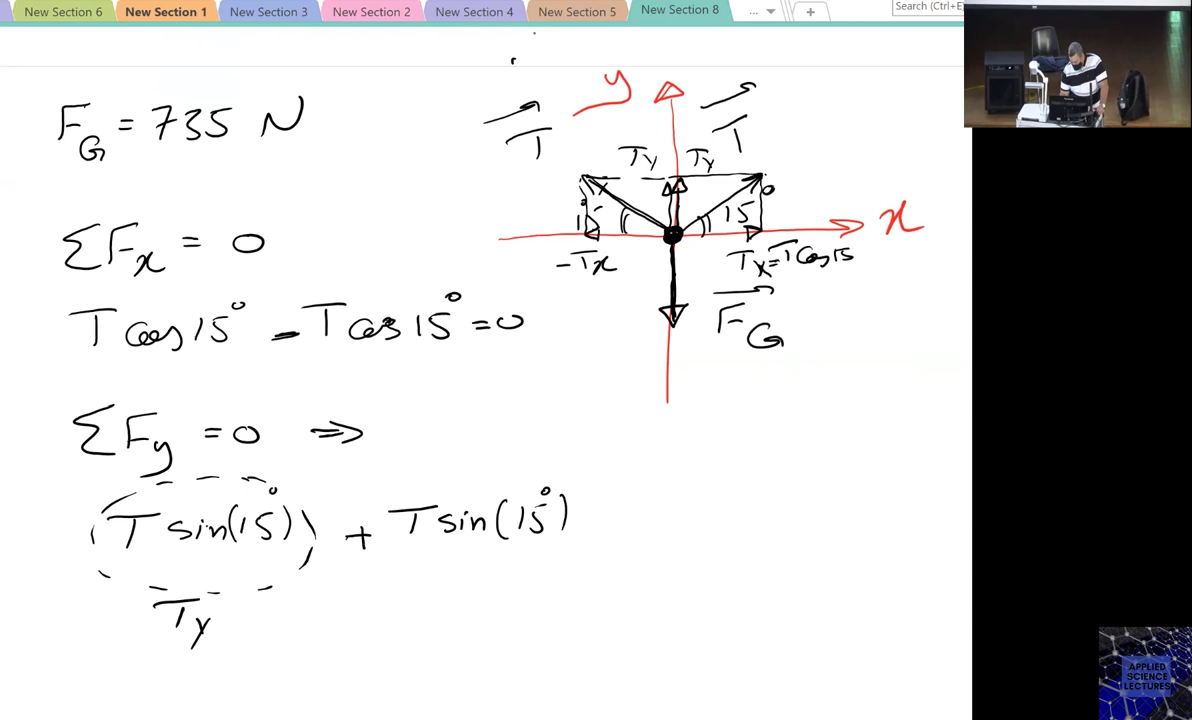 New Section 6
New Section 1
New Section 3
New Section 2
New Section 4
New Section 5
New Section 8
...
+
Search (Ctrl+E)
F_G = 735 N
ΣF_x = 0
T cos 15° - T cos 15° = 0
ΣF_y = 0 ⇒
T sin(15°) + T sin(15°)
Ty
y
T
T
Ty
Ty
15
15°
x
-Tx
Tx = T cos 15
F_G
APPLIED
SCIENCE
LECTURES